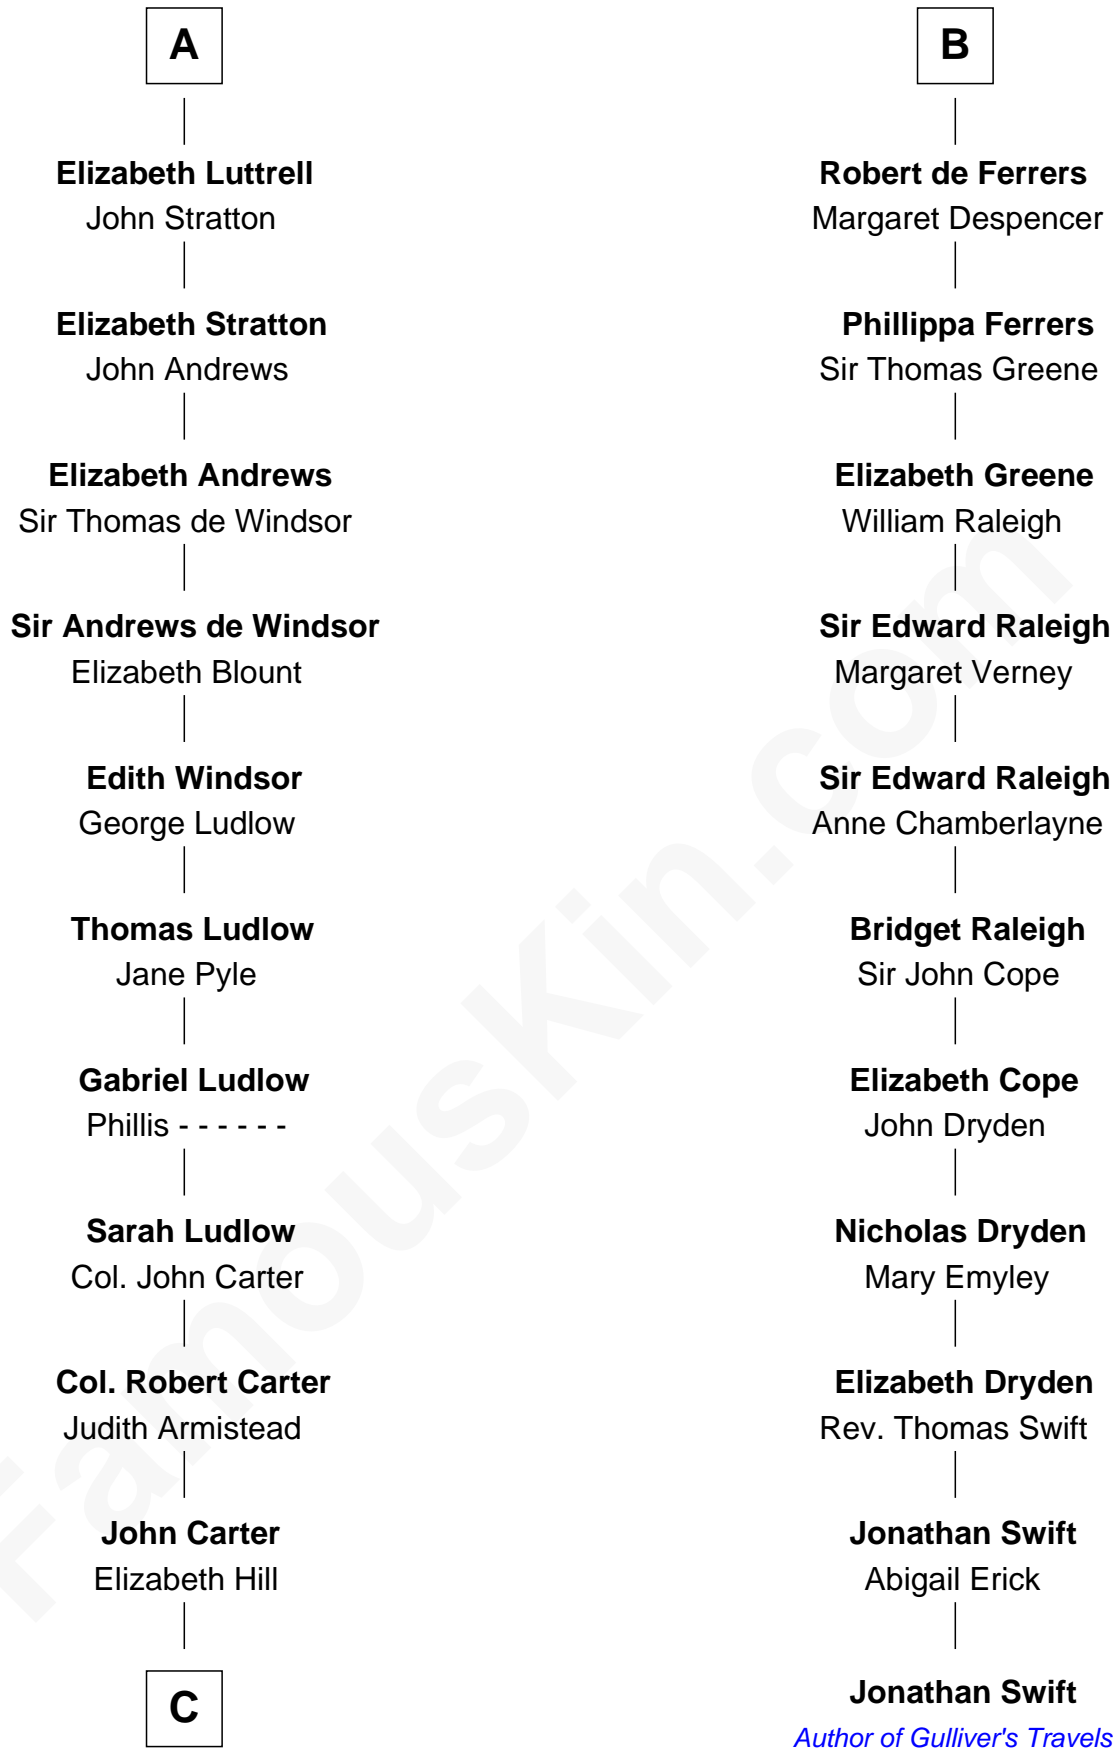 A
Elizabeth Luttrell
John Stratton
Elizabeth Stratton
John Andrews
Elizabeth Andrews
Sir Thomas de Windsor
Sir Andrews de Windsor
Elizabeth Blount
Edith Windsor
George Ludlow
Thomas Ludlow
Jane Pyle
Gabriel Ludlow
Phillis - - - - - -
Sarah Ludlow
Col. John Carter
Col. Robert Carter
Judith Armistead
John Carter
Elizabeth Hill
C
B
Robert de Ferrers
Margaret Despencer
Phillippa Ferrers
Sir Thomas Greene
Elizabeth Greene
William Raleigh
Sir Edward Raleigh
Margaret Verney
Sir Edward Raleigh
Anne Chamberlayne
Bridget Raleigh
Sir John Cope
Elizabeth Cope
John Dryden
Nicholas Dryden
Mary Emyley
Elizabeth Dryden
Rev. Thomas Swift
Jonathan Swift
Abigail Erick
Jonathan Swift
Author of Gulliver's Travels
FamousKin.com